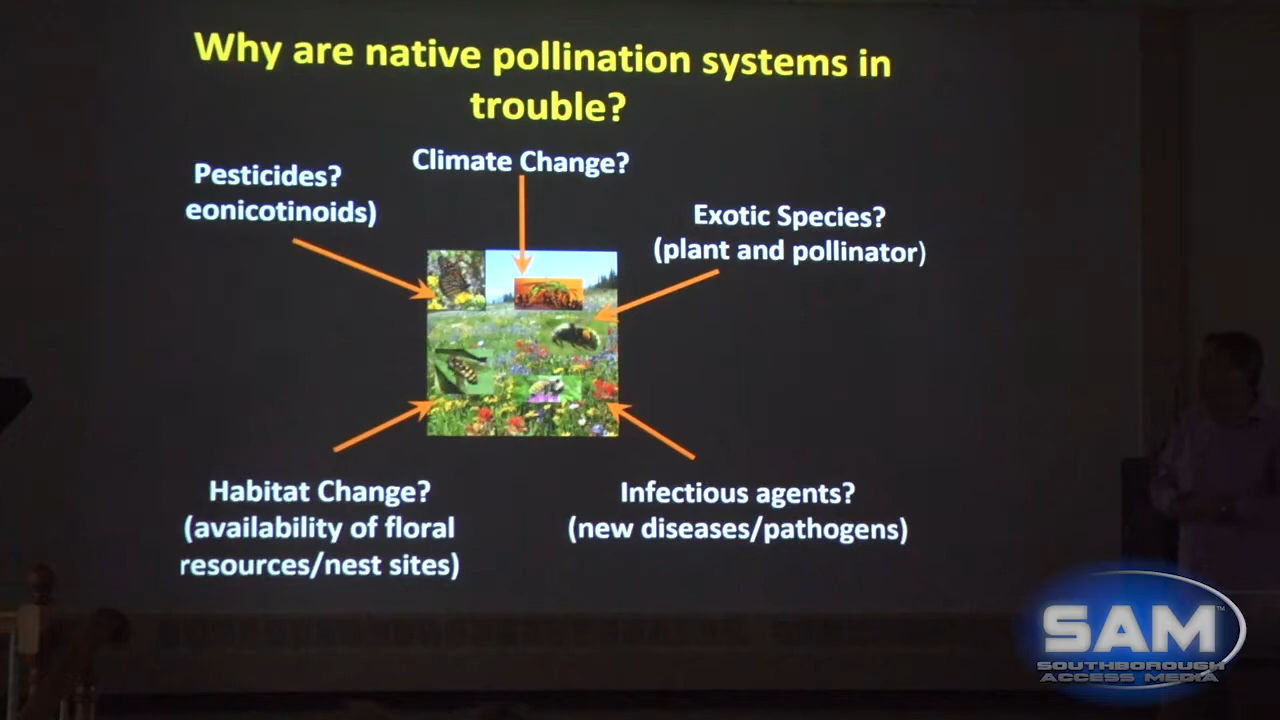 Why are native pollination systems in
trouble?
Climate Change?
Pesticides?
eonicotinoids)
Exotic Species?
(plant and pollinator)
Habitat Change?
(availability of floral
resources/nest sites)
Infectious agents?
(new diseases/pathogens)
SAM™
SOUTHBOROUGH
ACCESS MEDIA